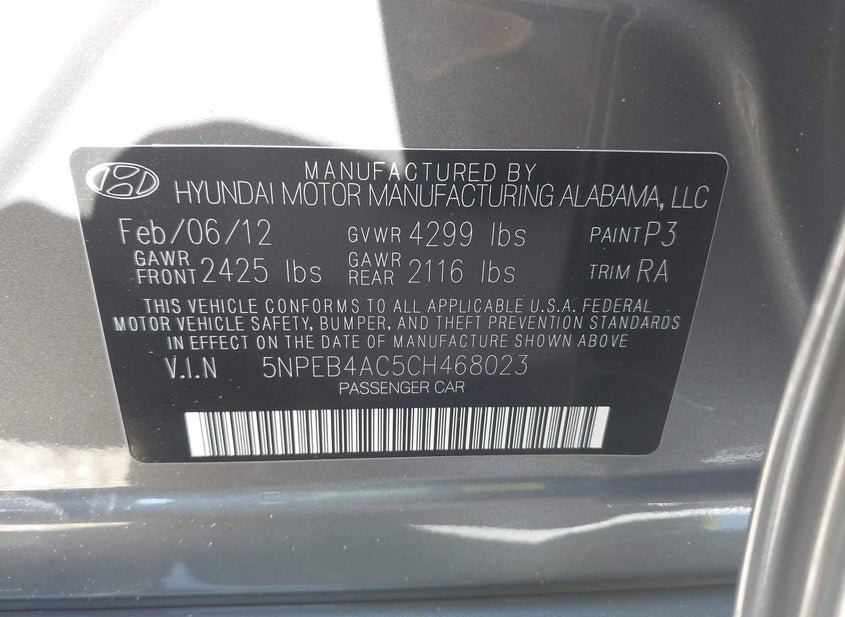 MANUFACTURED BY
HYUNDAI MOTOR MANUFACTURING ALABAMA, LLC
Feb/06/12 GVWR 4299 lbs PAINT P3
GAWR FRONT 2425 lbs GAWR REAR 2116 lbs TRIM RA
THIS VEHICLE CONFORMS TO ALL APPLICABLE U.S.A. FEDERAL
MOTOR VEHICLE SAFETY, BUMPER, AND THEFT PREVENTION STANDARDS
IN EFFECT ON THE DATE OF MANUFACTURE SHOWN ABOVE
V.I.N 5NPEB4AC5CH468023
PASSENGER CAR